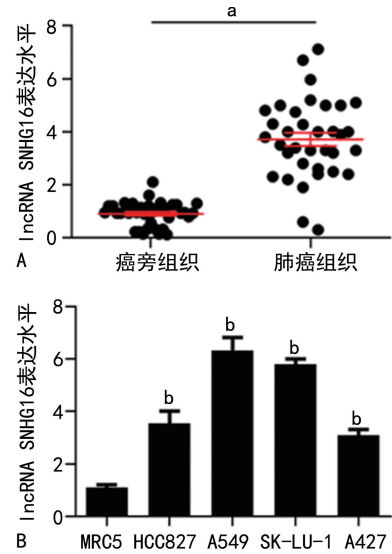 lncRNA SNHG16表达水平
8
6
4
2
0
a
癌旁组织
肺癌组织
A
lncRNA SNHG16表达水平
8
6
4
2
0
b
b
b
b
MRC5
HCC827
A549
SK-LU-1
A427
B